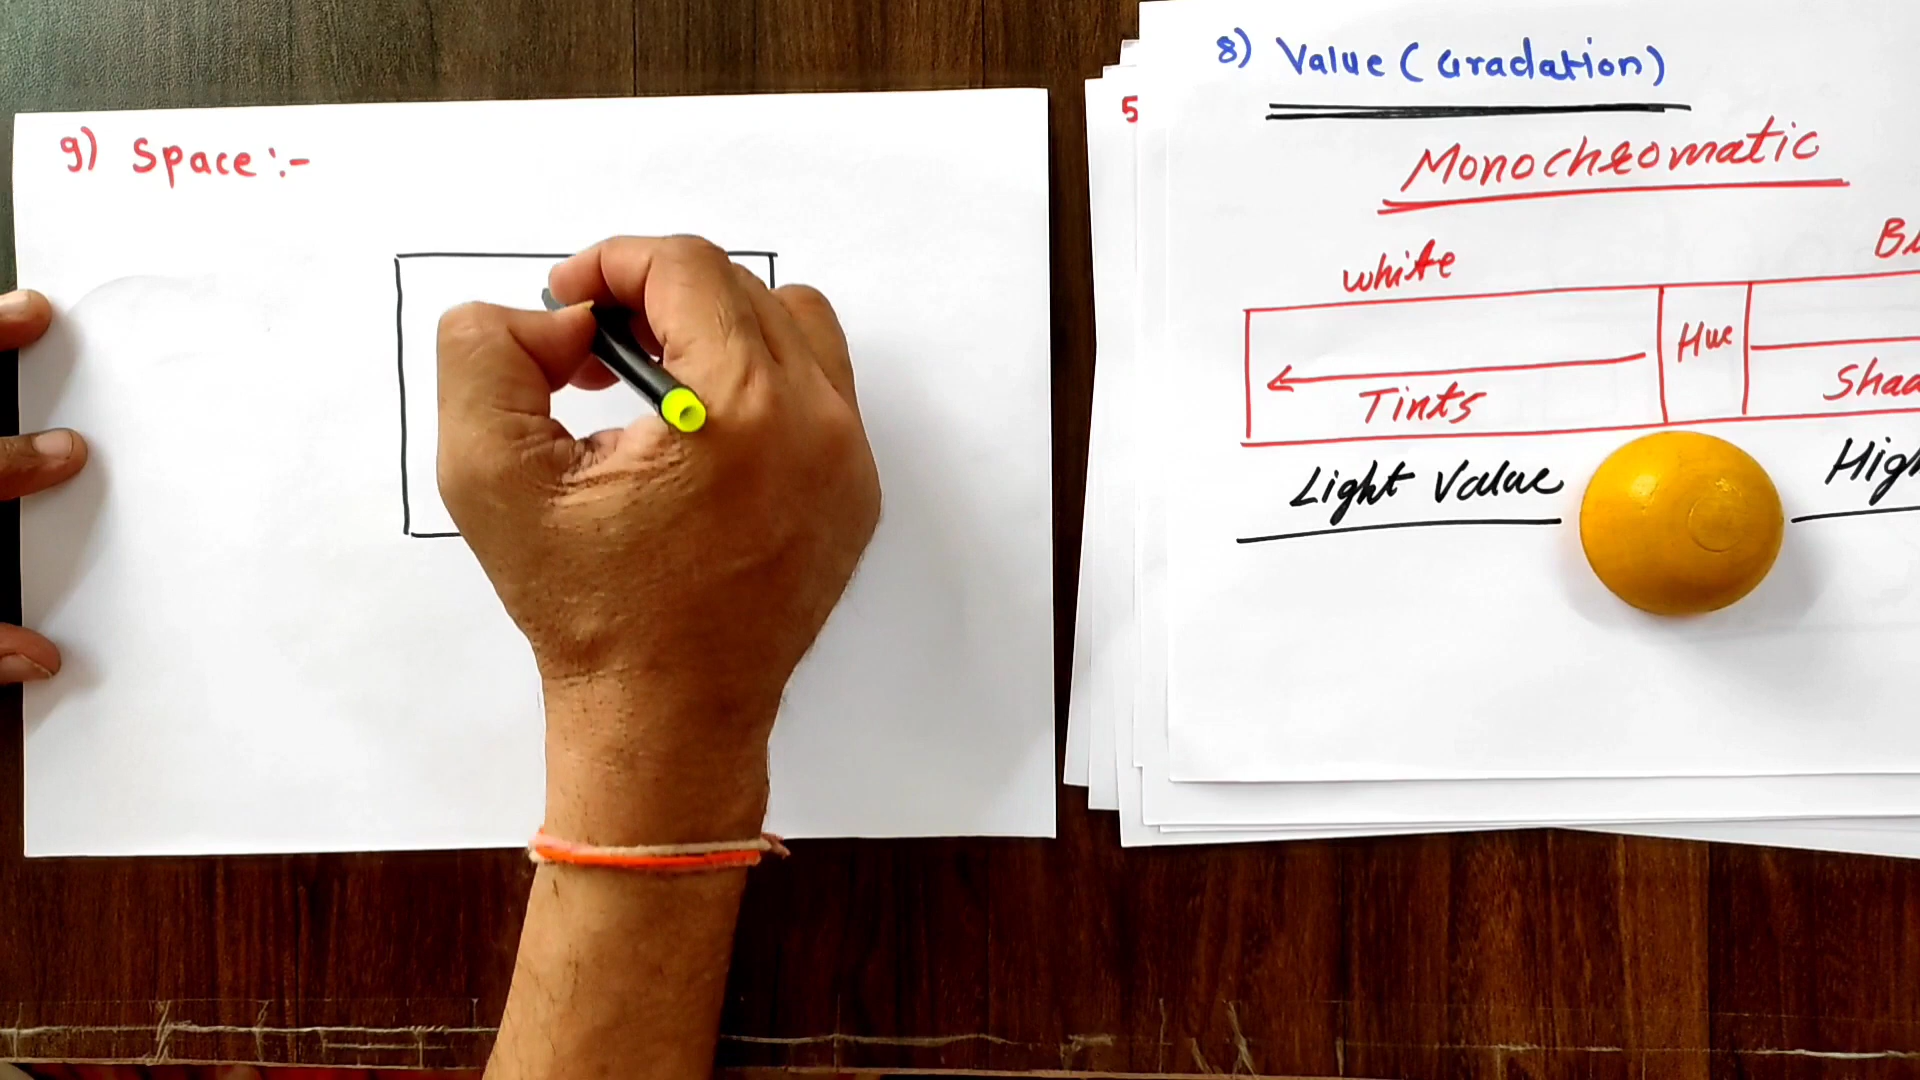 9) Space:-
5
8) Value (Gradation)
Monochromatic
white
Hue
Tints
Light Value